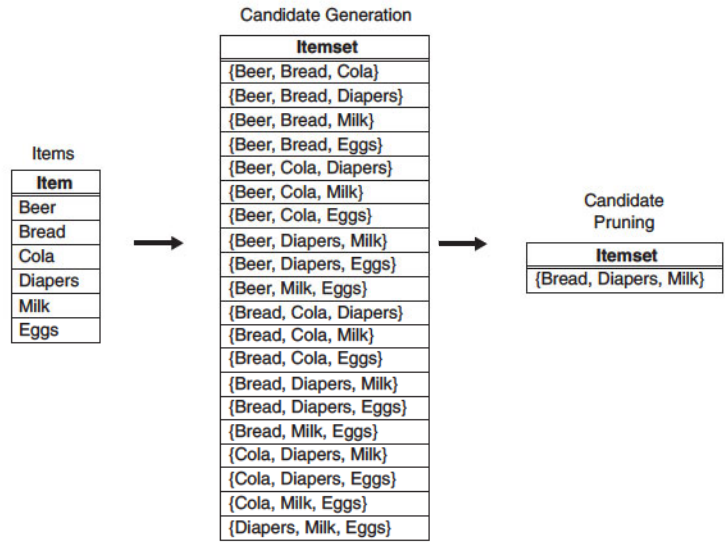 Candidate Generation
Itemset
{Beer, Bread, Cola}
{Beer, Bread, Diapers}
{Beer, Bread, Milk}
{Beer, Bread, Eggs}
{Beer, Cola, Diapers}
{Beer, Cola, Milk}
{Beer, Cola, Eggs}
{Beer, Diapers, Milk}
{Beer, Diapers, Eggs}
{Beer, Milk, Eggs}
{Bread, Cola, Diapers}
{Bread, Cola, Milk}
{Bread, Cola, Eggs}
{Bread, Diapers, Milk}
{Bread, Diapers, Eggs}
{Bread, Milk, Eggs}
{Cola, Diapers, Milk}
{Cola, Diapers, Eggs}
{Cola, Milk, Eggs}
{Diapers, Milk, Eggs}
Items
Item
Beer
Bread
Cola
Diapers
Milk
Eggs
Candidate
Pruning
Itemset
{Bread, Diapers, Milk}